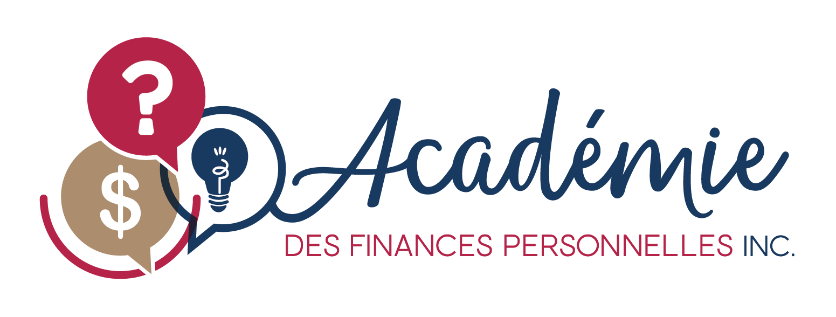 ?
$
Académie
DES FINANCES PERSONNELLES INC.